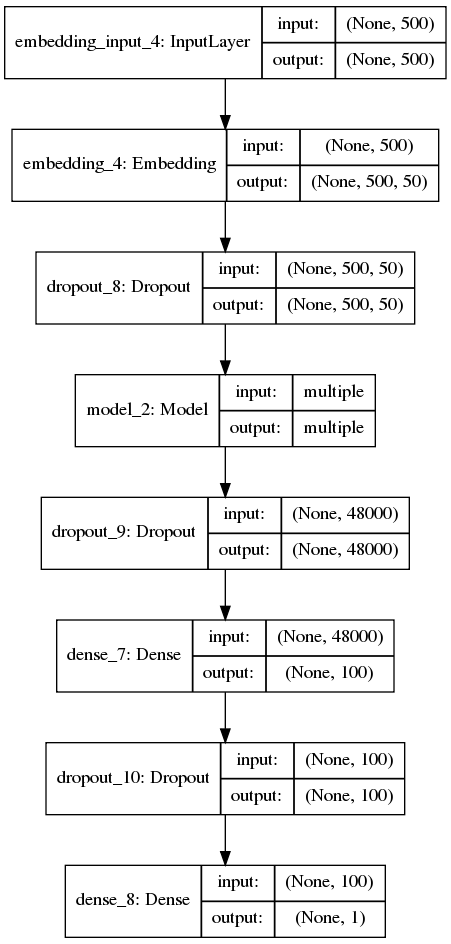 embedding_input_4: InputLayer
input: (None, 500)
output: (None, 500)
embedding_4: Embedding
input: (None, 500)
output: (None, 500, 50)
dropout_8: Dropout
input: (None, 500, 50)
output: (None, 500, 50)
model_2: Model
input: multiple
output: multiple
dropout_9: Dropout
input: (None, 48000)
output: (None, 48000)
dense_7: Dense
input: (None, 48000)
output: (None, 100)
dropout_10: Dropout
input: (None, 100)
output: (None, 100)
dense_8: Dense
input: (None, 100)
output: (None, 1)